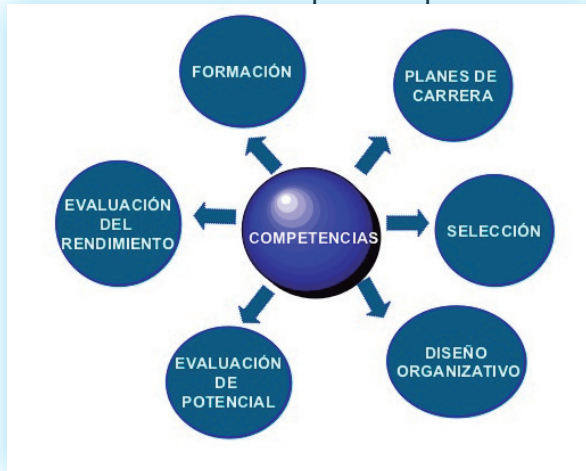 FORMACIÓN
PLANES DE
CARRERA
EVALUACIÓN
DEL
RENDIMIENTO
COMPETENCIAS
SELECCIÓN
EVALUACIÓN
DE
POTENCIAL
DISEÑO
ORGANIZATIVO